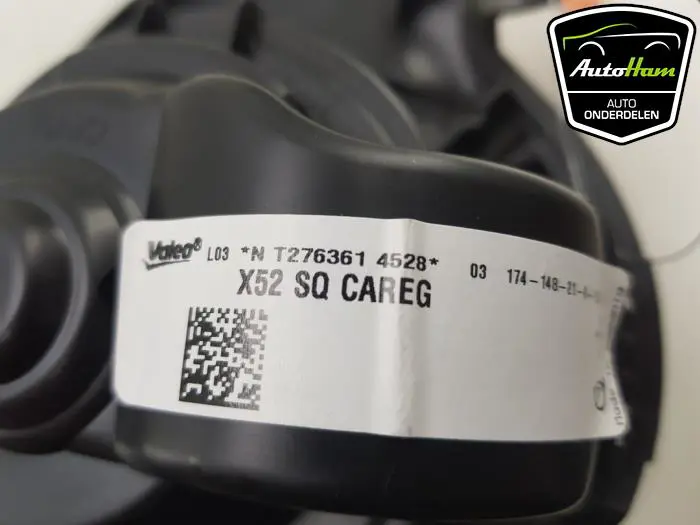 AutoHam
AUTO
ONDERDELEN
Valeo® L03 *N T276361 4528* 03 174-148-21-
X52 SQ CAREG